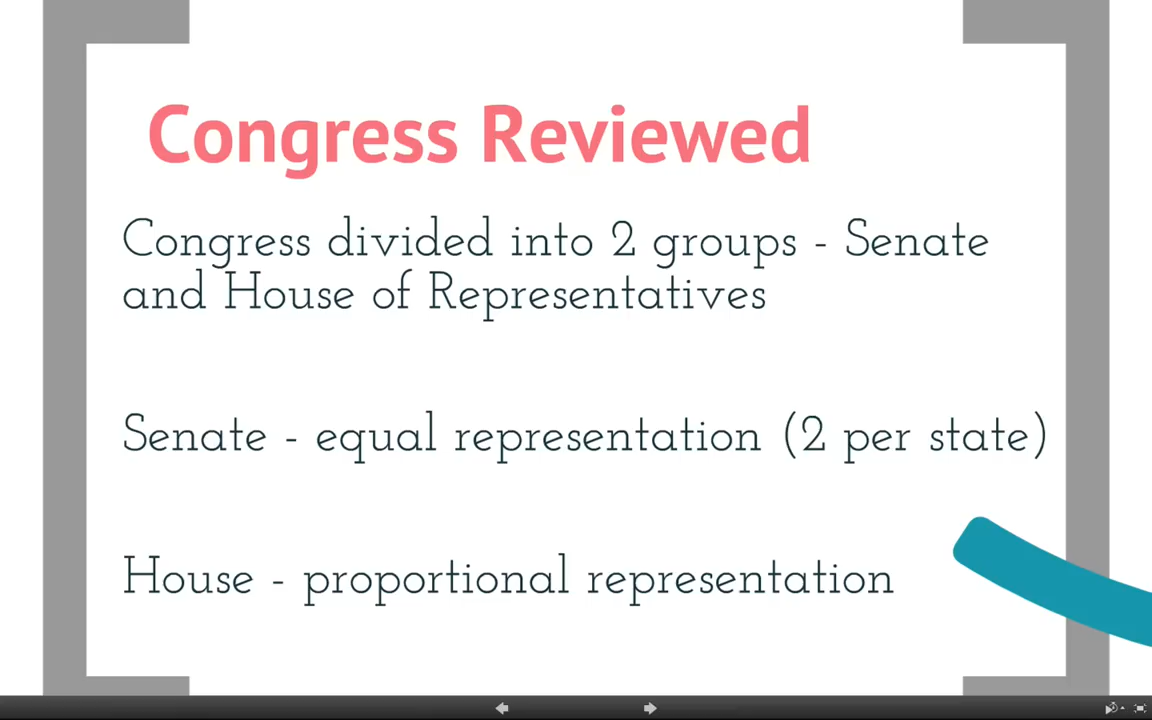 Congress Reviewed
Congress divided into 2 groups - Senate
and House of Representatives
Senate - equal representation (2 per state)
House - proportional representation